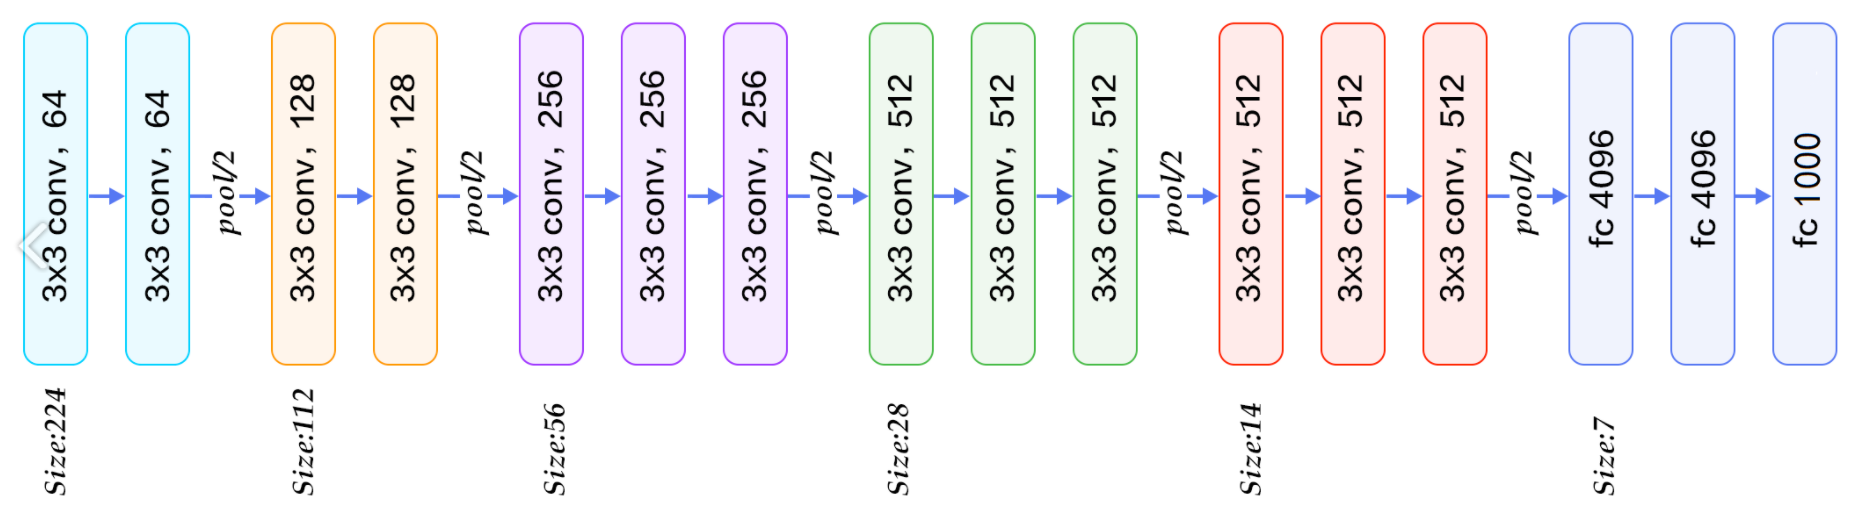 3x3 conv, 64
3x3 conv, 64
pool/2
3x3 conv, 128
3x3 conv, 128
pool/2
3x3 conv, 256
3x3 conv, 256
3x3 conv, 256
pool/2
3x3 conv, 512
3x3 conv, 512
3x3 conv, 512
pool/2
3x3 conv, 512
3x3 conv, 512
3x3 conv, 512
pool/2
fc 4096
fc 4096
fc 1000
Size:224
Size:112
Size:56
Size:28
Size:14
Size:7